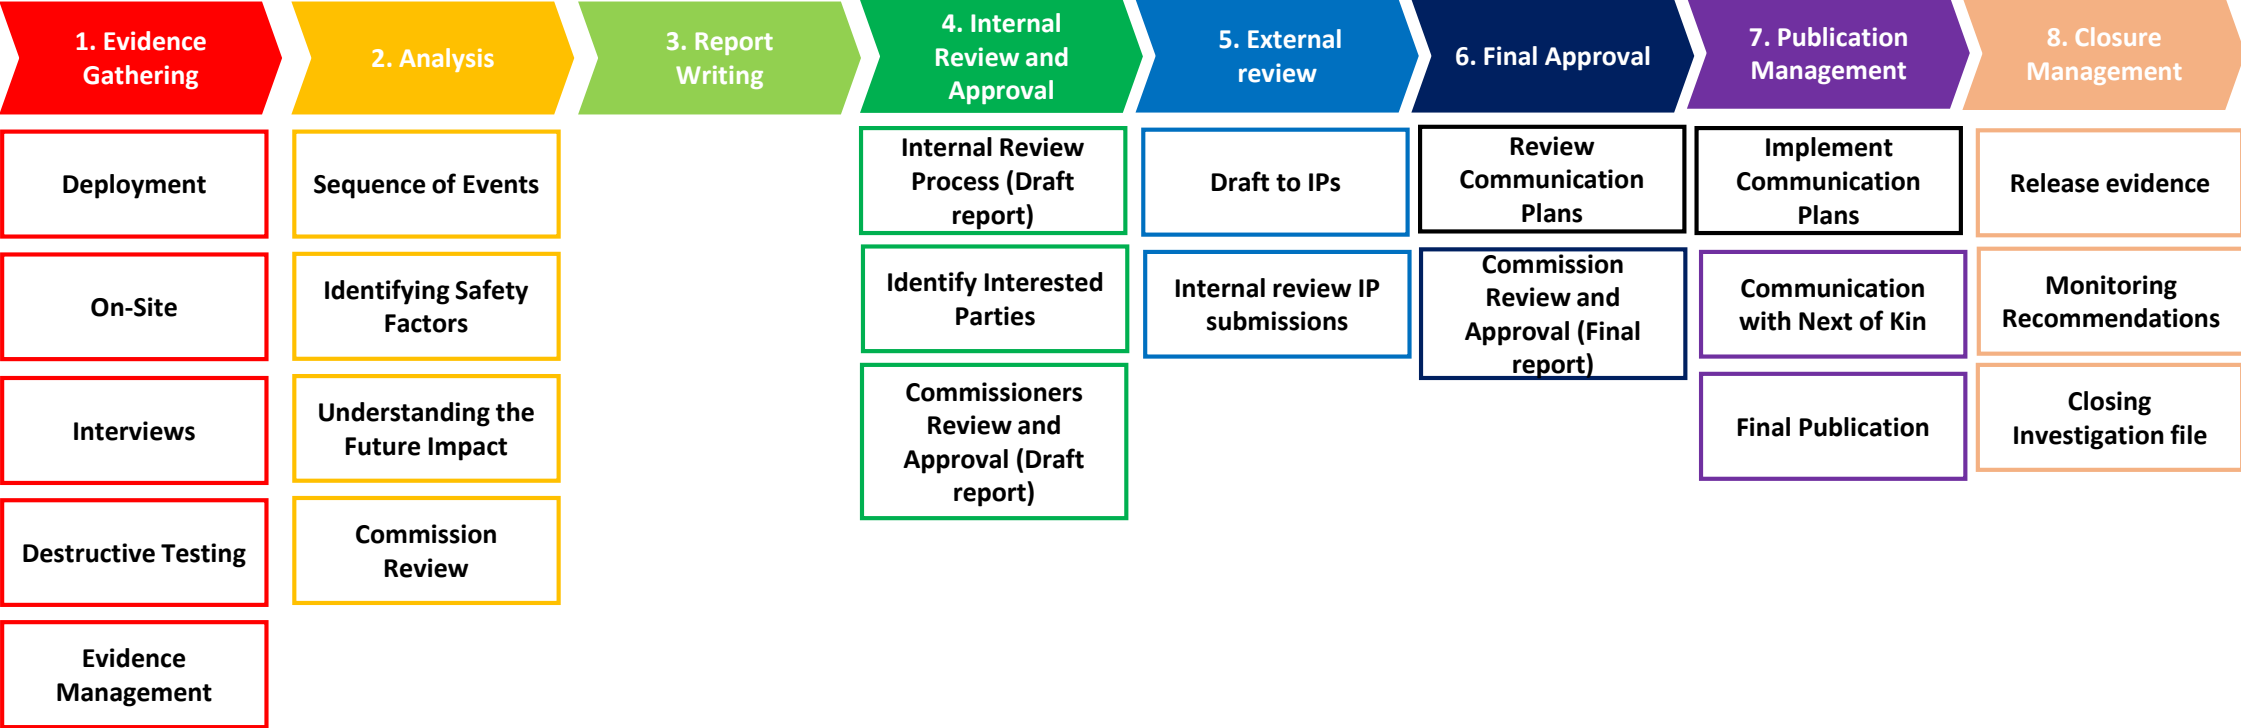 1. Evidence
Gathering
2. Analysis
3. Report
Writing
4. Internal
Review and
Approval
5. External
review
6. Final Approval
7. Publication
Management
8. Closure
Management
Deployment
On-Site
Interviews
Destructive Testing
Evidence
Management
Sequence of Events
Identifying Safety
Factors
Understanding the
Future Impact
Commission
Review
Internal Review
Process (Draft
report)
Identify Interested
Parties
Commissioners
Review and
Approval (Draft
report)
Draft to IPs
Internal review IP
submissions
Review
Communication
Plans
Commission
Review and
Approval (Final
report)
Implement
Communication
Plans
Communication
with Next of Kin
Final Publication
Release evidence
Monitoring
Recommendations
Closing
Investigation file